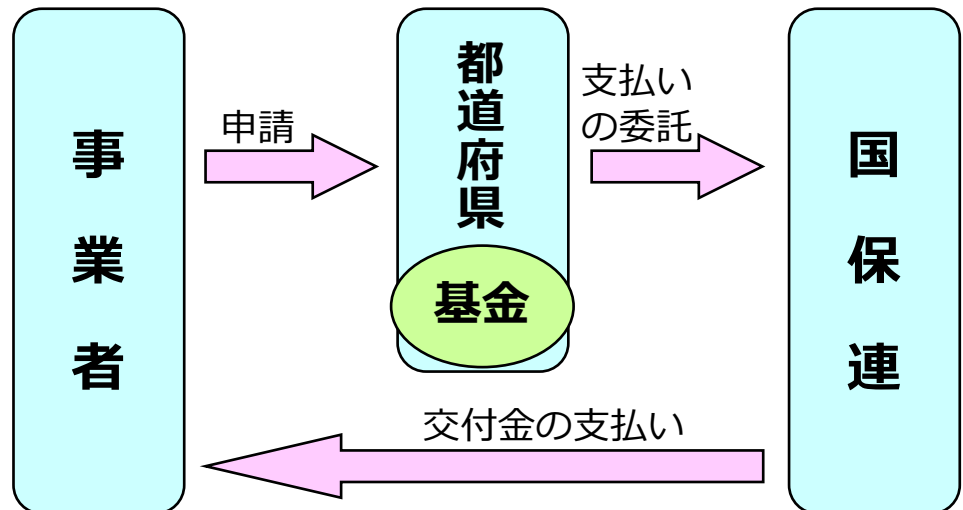 事業者
申請
都道府県
基金
支払い
の委託
国保連
交付金の支払い